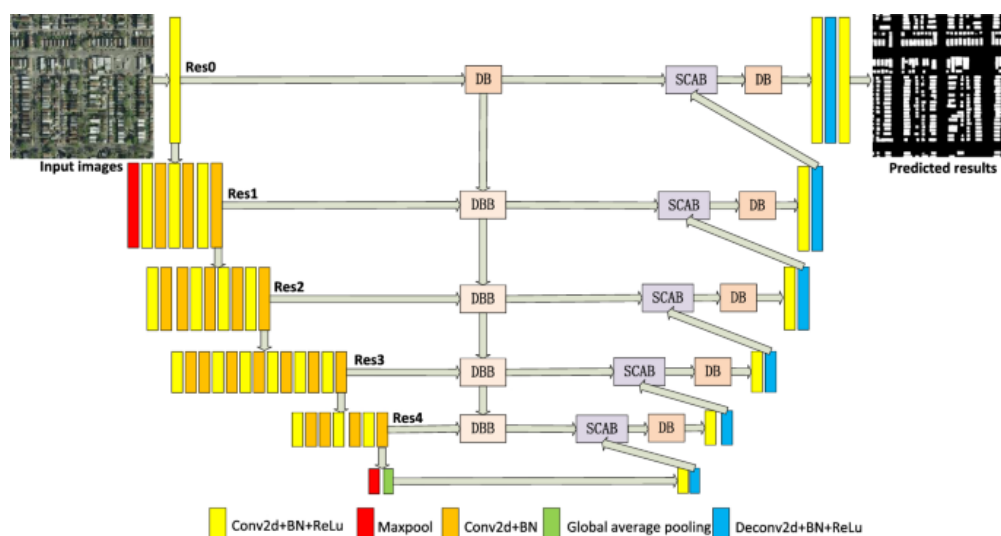 Res0
DB
SCAB
DB
Input images
Predicted results
Res1
DBB
SCAB
DB
Res2
DBB
SCAB
DB
Res3
DBB
SCAB
DB
Res4
DBB
SCAB
DB
Conv2d+BN+ReLu
Maxpool
Conv2d+BN
Global average pooling
Deconv2d+BN+ReLu